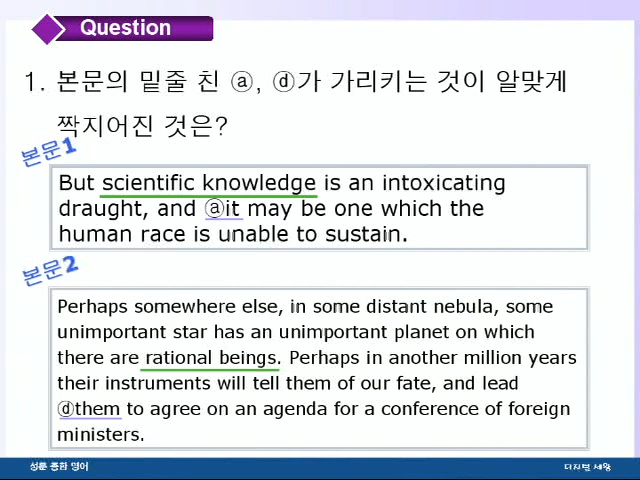 Question
1. 본문의 밑줄 친 ⓐ, ⓓ가 가리키는 것이 알맞게
짝지어진 것은?
본문1
But scientific knowledge is an intoxicating
draught, and ⓐit may be one which the
human race is unable to sustain.
본문2
Perhaps somewhere else, in some distant nebula, some
unimportant star has an unimportant planet on which
there are rational beings. Perhaps in another million years
their instruments will tell them of our fate, and lead
ⓓthem to agree on an agenda for a conference of foreign
ministers.
성문 종합 영어
디지털 세왕